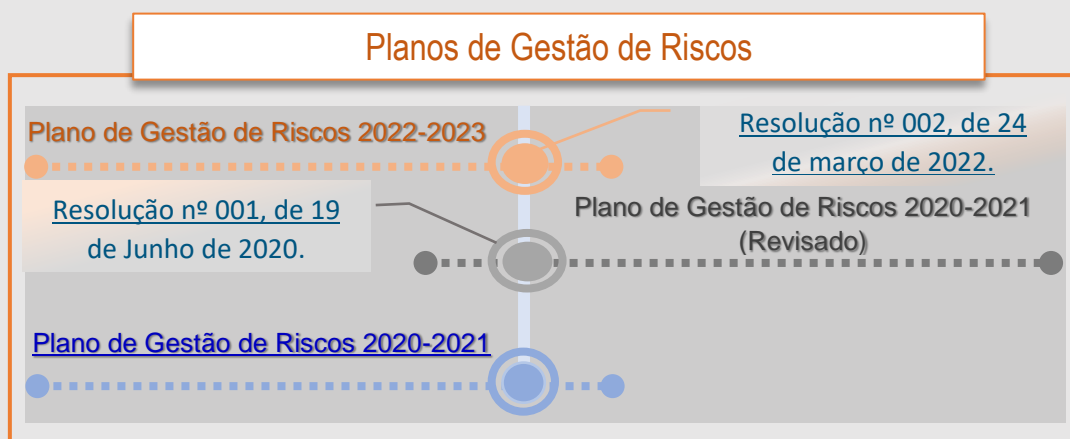 Planos de Gestão de Riscos
Plano de Gestão de Riscos 2022-2023
Resolução nº 002, de 24
de março de 2022.
Resolução nº 001, de 19
de Junho de 2020.
Plano de Gestão de Riscos 2020-2021
(Revisado)
Plano de Gestão de Riscos 2020-2021